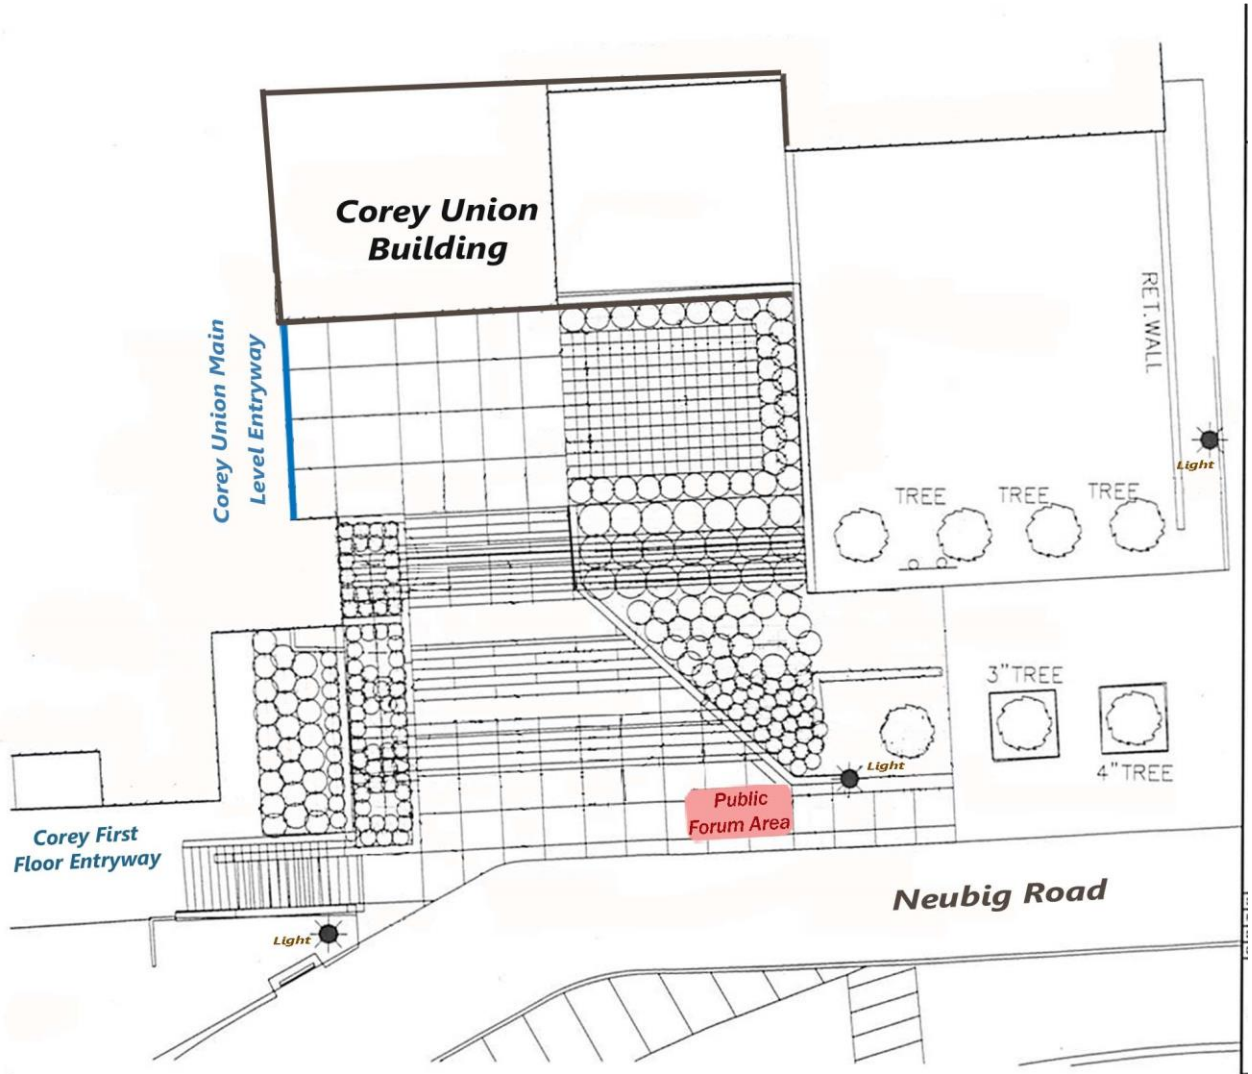 Corey Union
Building
RET. WALL
Corey Union Main
Level Entryway
Light
TREE
TREE
TREE
3"TREE
4"TREE
Light
Public
Forum Area
Corey First
Floor Entryway
Neubig Road
Light